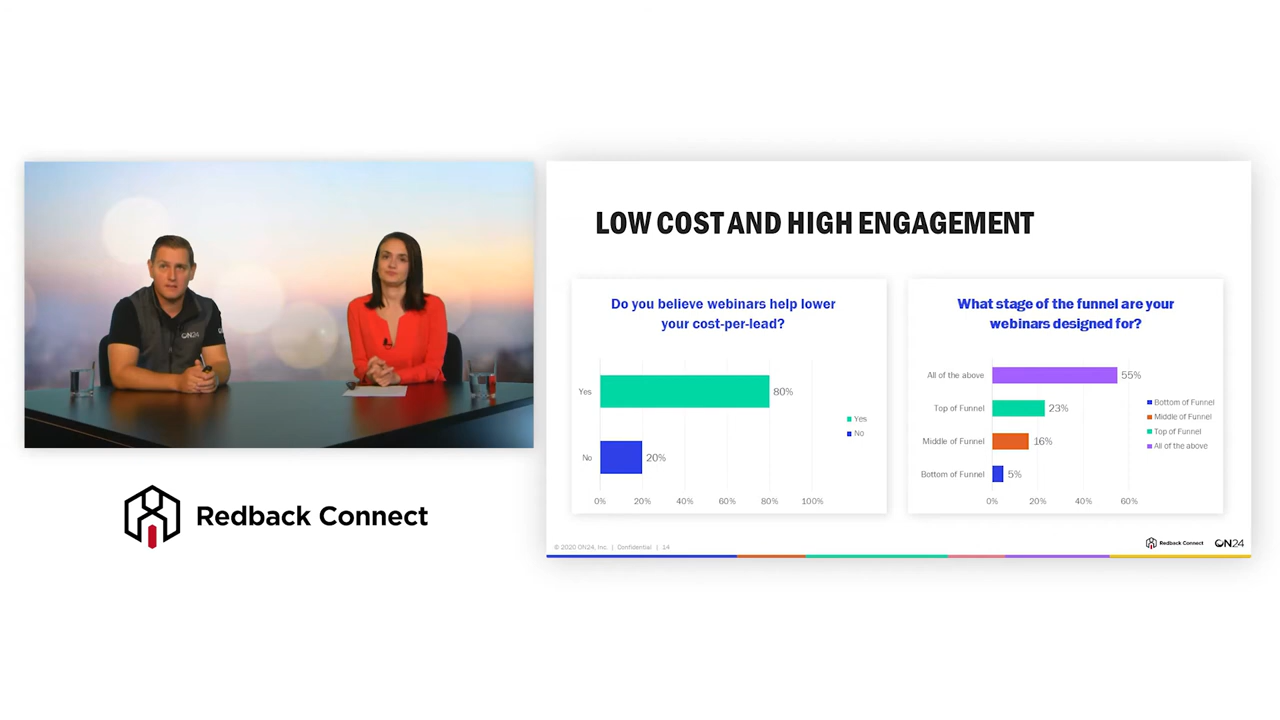 ON24
Redback Connect
LOW COST AND HIGH ENGAGEMENT
Do you believe webinars help lower
your cost-per-lead?
Yes
80%
No
20%
0%
20%
40%
60%
80%
100%
Yes
No
What stage of the funnel are your
webinars designed for?
All of the above
55%
Top of Funnel
23%
Middle of Funnel
16%
Bottom of Funnel
5%
0%
20%
40%
60%
Bottom of Funnel
Middle of Funnel
Top of Funnel
All of the above
© 2020 ON24, Inc. | Confidential | 14
Redback Connect
ON24